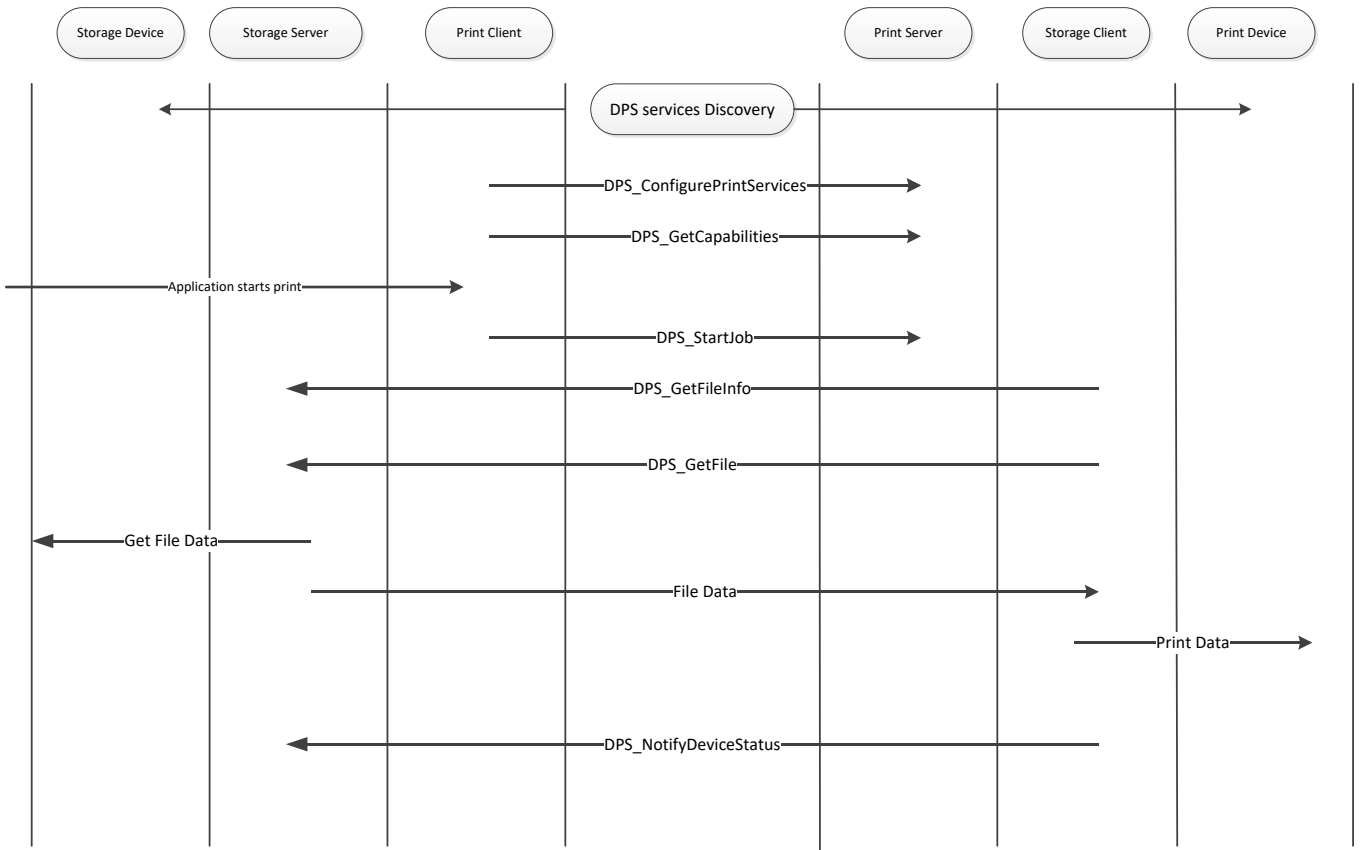 Storage Device
Storage Server
Print Client
Print Server
Storage Client
Print Device
DPS services Discovery
DPS_ConfigurePrintServices
DPS_GetCapabilities
Application starts print
DPS_StartJob
DPS_GetFileInfo
DPS_GetFile
Get File Data
File Data
Print Data
DPS_NotifyDeviceStatus